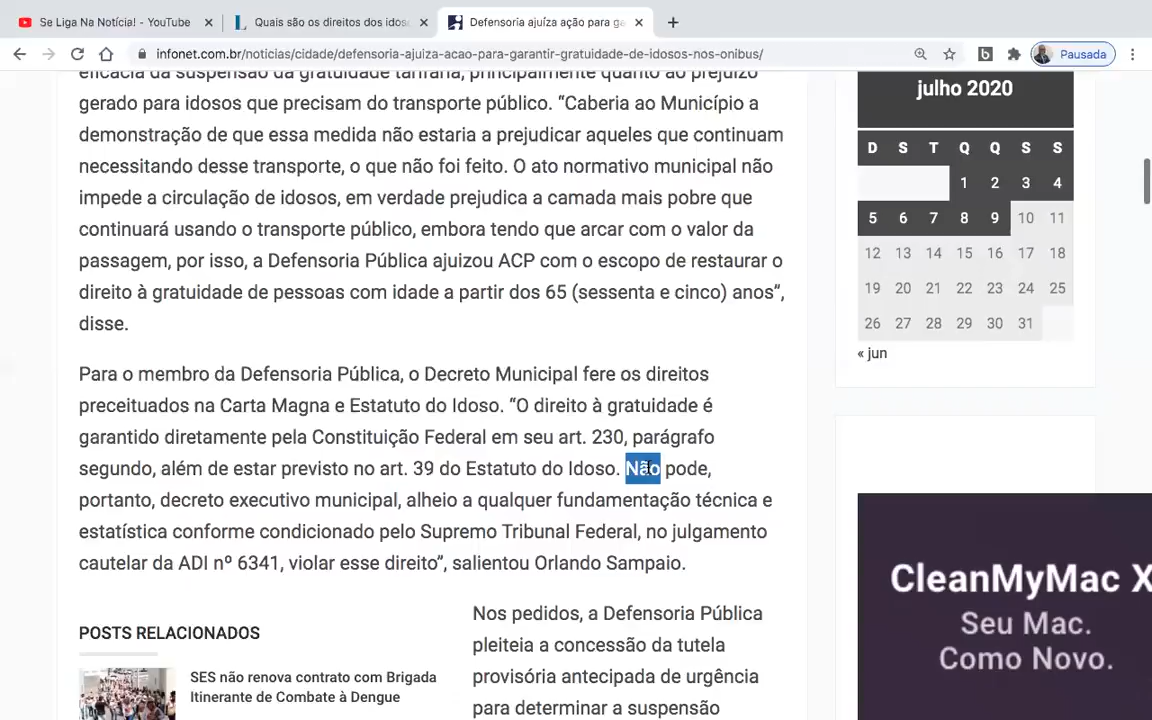 Se Liga Na Notícia! - YouTube
Quais são os direitos dos idos
Defensoria ajuíza ação para ga
infonet.com.br/noticias/cidade/defensoria-ajuiza-acao-para-garantir-gratuidade-de-idosos-nos-onibus/
b
Pausada
eficácia da suspensão da gratuidade tarifária, principalmente quanto ao prejuízo
gerado para idosos que precisam do transporte público. “Caberia ao Município a
demonstração de que essa medida não estaria a prejudicar aqueles que continuam
necessitando desse transporte, o que não foi feito. O ato normativo municipal não
impede a circulação de idosos, em verdade prejudica a camada mais pobre que
continuará usando o transporte público, embora tendo que arcar com o valor da
passagem, por isso, a Defensoria Pública ajuizou ACP com o escopo de restaurar o
direito à gratuidade de pessoas com idade a partir dos 65 (sessenta e cinco) anos“,
disse.
Para o membro da Defensoria Pública, o Decreto Municipal fere os direitos
preceituados na Carta Magna e Estatuto do Idoso. “O direito à gratuidade é
garantido diretamente pela Constituição Federal em seu art. 230, parágrafo
segundo, além de estar previsto no art. 39 do Estatuto do Idoso. Não pode,
portanto, decreto executivo municipal, alheio a qualquer fundamentação técnica e
estatística conforme condicionado pelo Supremo Tribunal Federal, no julgamento
cautelar da ADI nº 6341, violar esse direito”, salientou Orlando Sampaio.
POSTS RELACIONADOS
SES não renova contrato com Brigada
Itinerante de Combate à Dengue
Nos pedidos, a Defensoria Pública
pleiteia a concessão da tutela
provisória antecipada de urgência
para determinar a suspensão
julho 2020
D S T Q Q S S
1 2 3 4
5 6 7 8 9 10 11
12 13 14 15 16 17 18
19 20 21 22 23 24 25
26 27 28 29 30 31
« jun
CleanMyMac X
Seu Mac.
Como Novo.